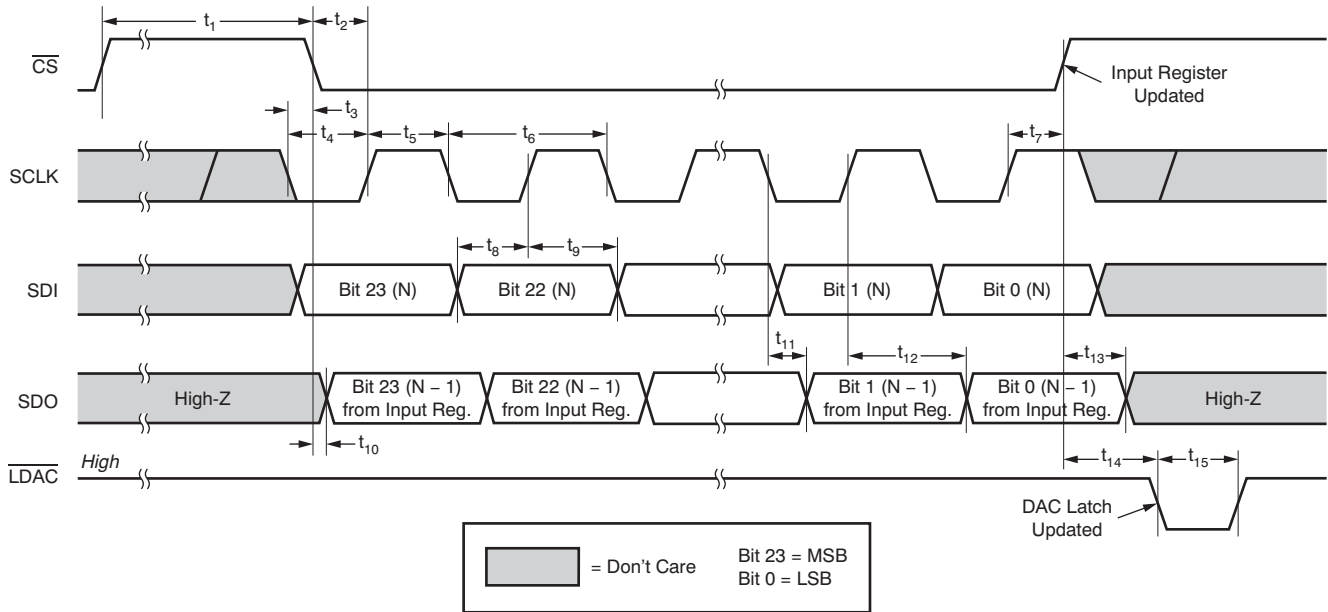 t1
t2
CS
Input Register
Updated
t3
t4
t5
t6
t7
SCLK
t8
t9
SDI
Bit 23 (N)
Bit 22 (N)
Bit 1 (N)
Bit 0 (N)
t11
t12
t13
SDO
High-Z
Bit 23 (N – 1)
from Input Reg.
Bit 22 (N – 1)
from Input Reg.
Bit 1 (N – 1)
from Input Reg.
Bit 0 (N – 1)
from Input Reg.
High-Z
t10
High
LDAC
t14
t15
DAC Latch
Updated
= Don't Care
Bit 23 = MSB
Bit 0 = LSB